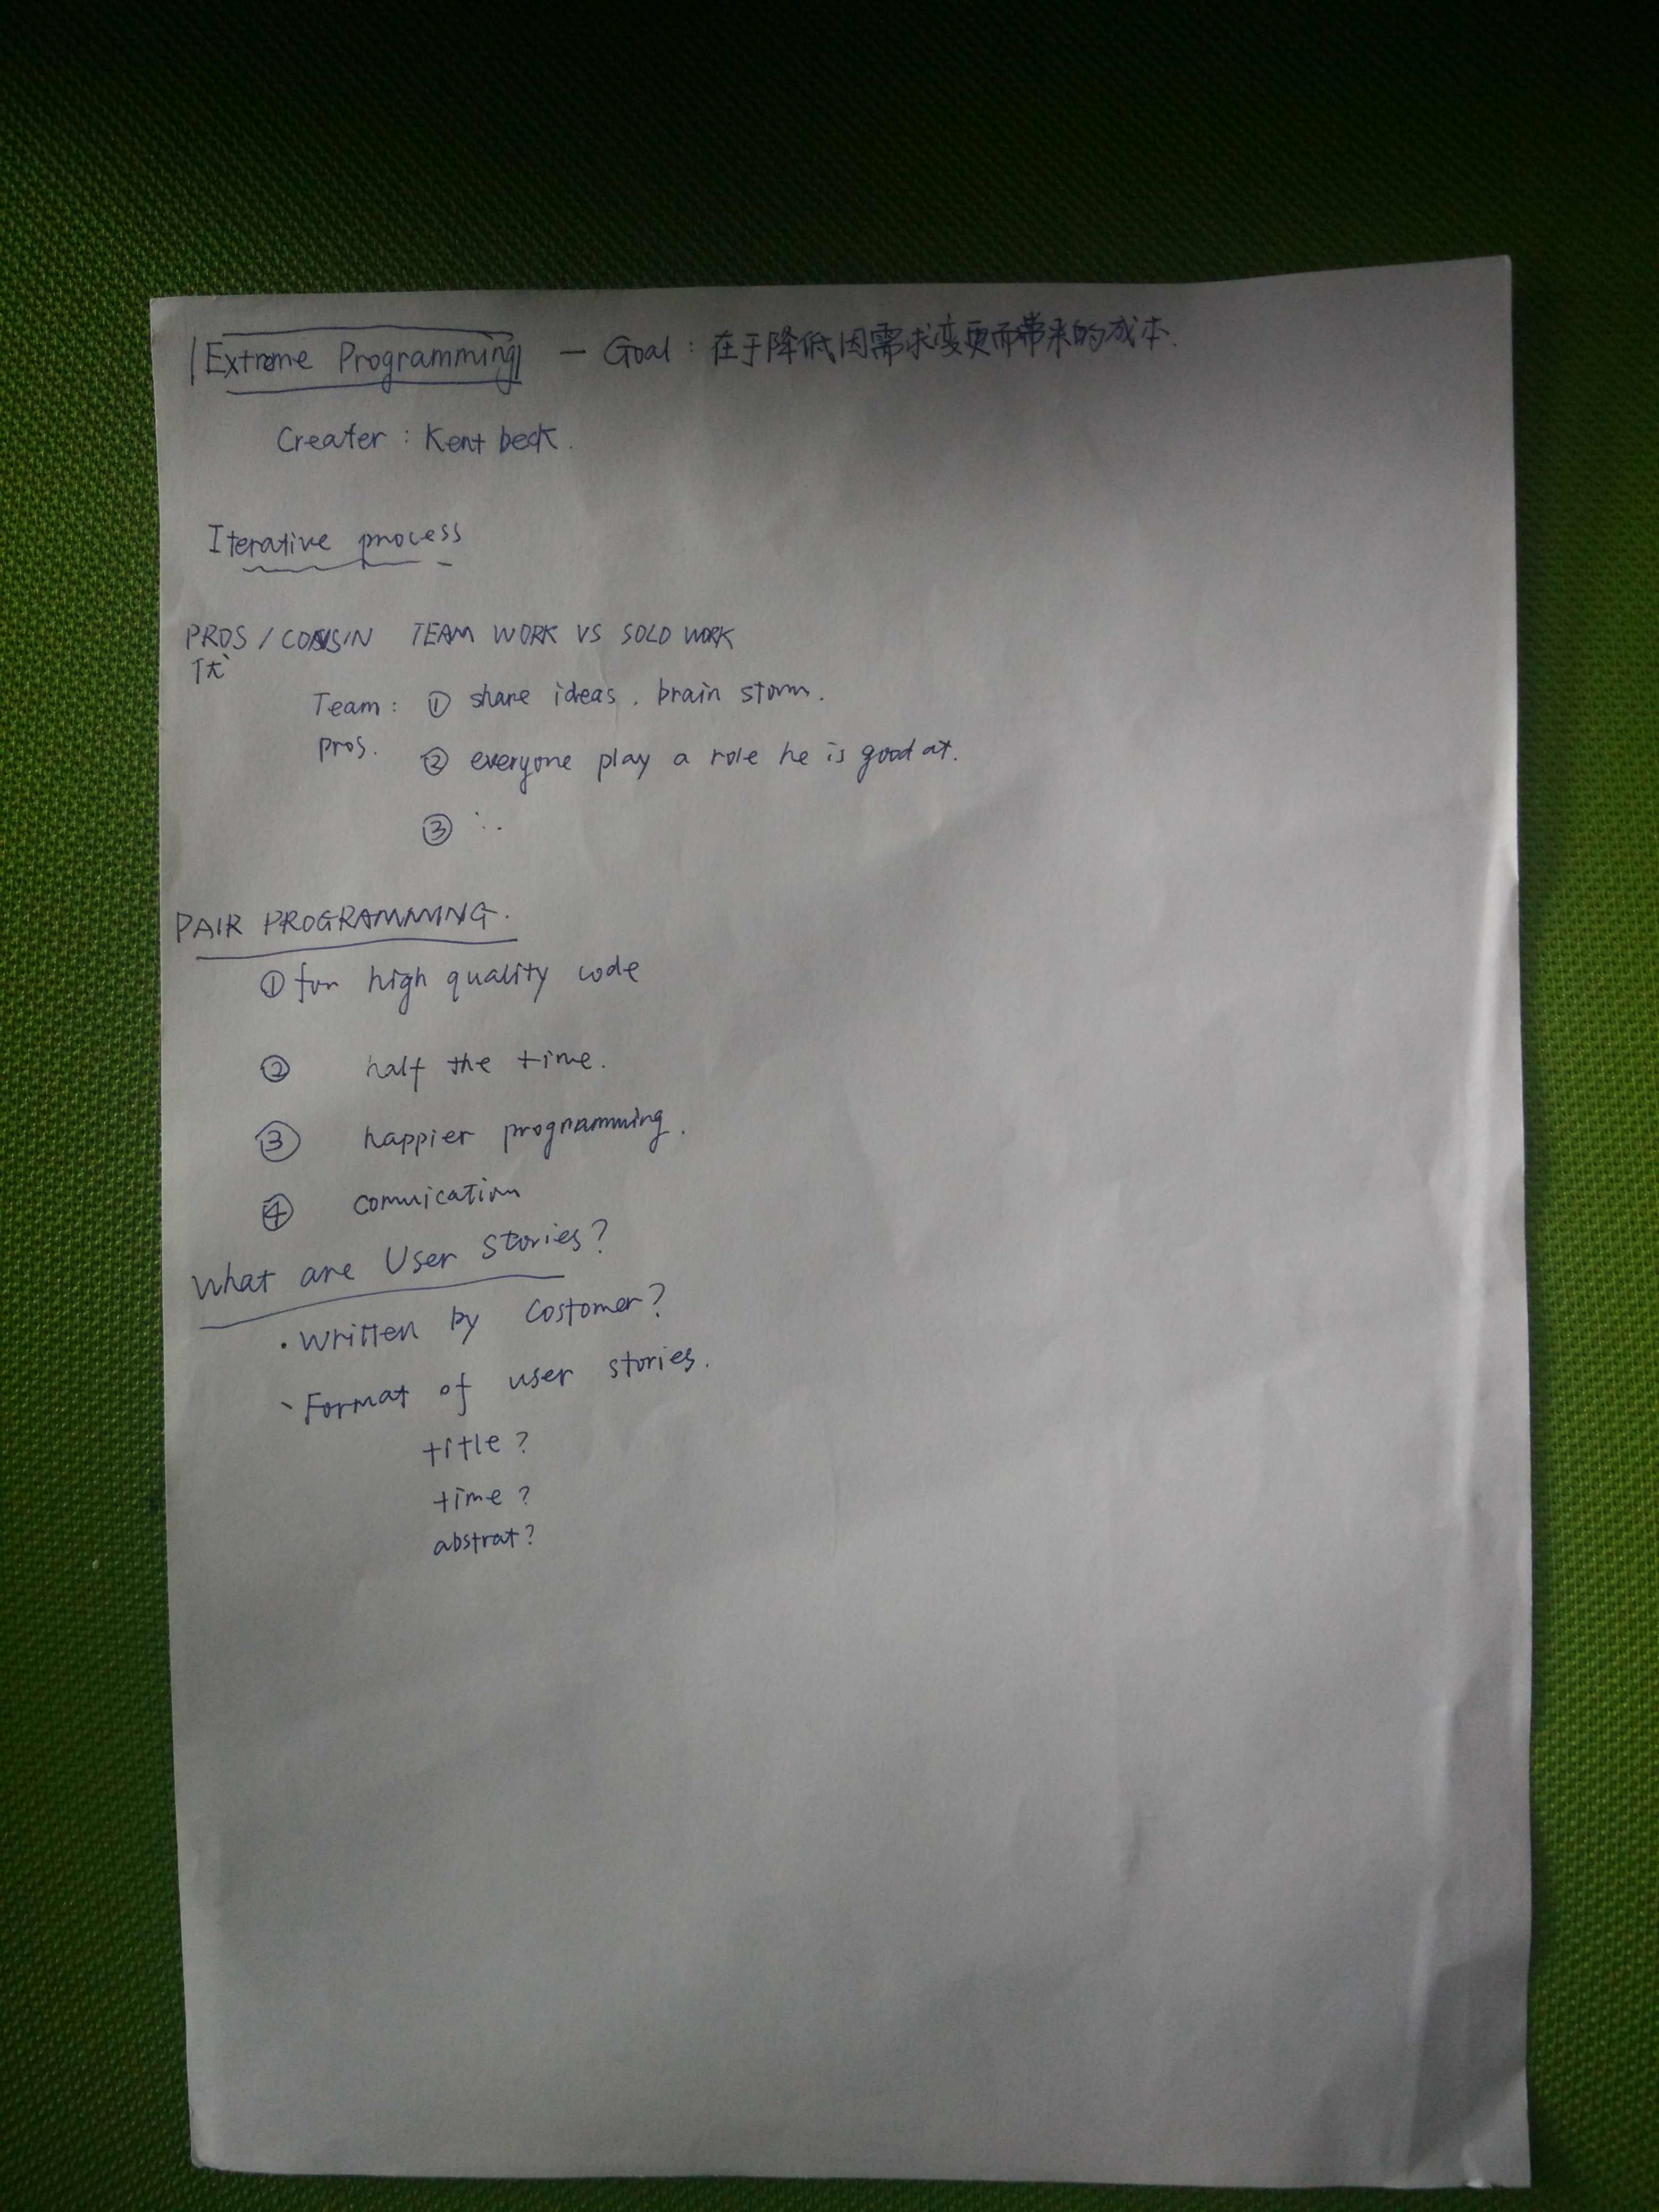 Extreme Programming — Goal: 在于降低因需求变更而带来的成本.
Creater: Kent beck.
Iterative process
PROS / CONS IN TEAM WORK VS SOLO WORK
优
Team: ① share ideas. brain storm.
pros. ② everyone play a role he is good at.
③ ...
PAIR PROGRAMMING.
① for high quality code
② half the time.
③ happier programming.
④ comuication
What are User Stories?
· Written by Costomer?
· Format of user stories.
title?
time?
abstrat?